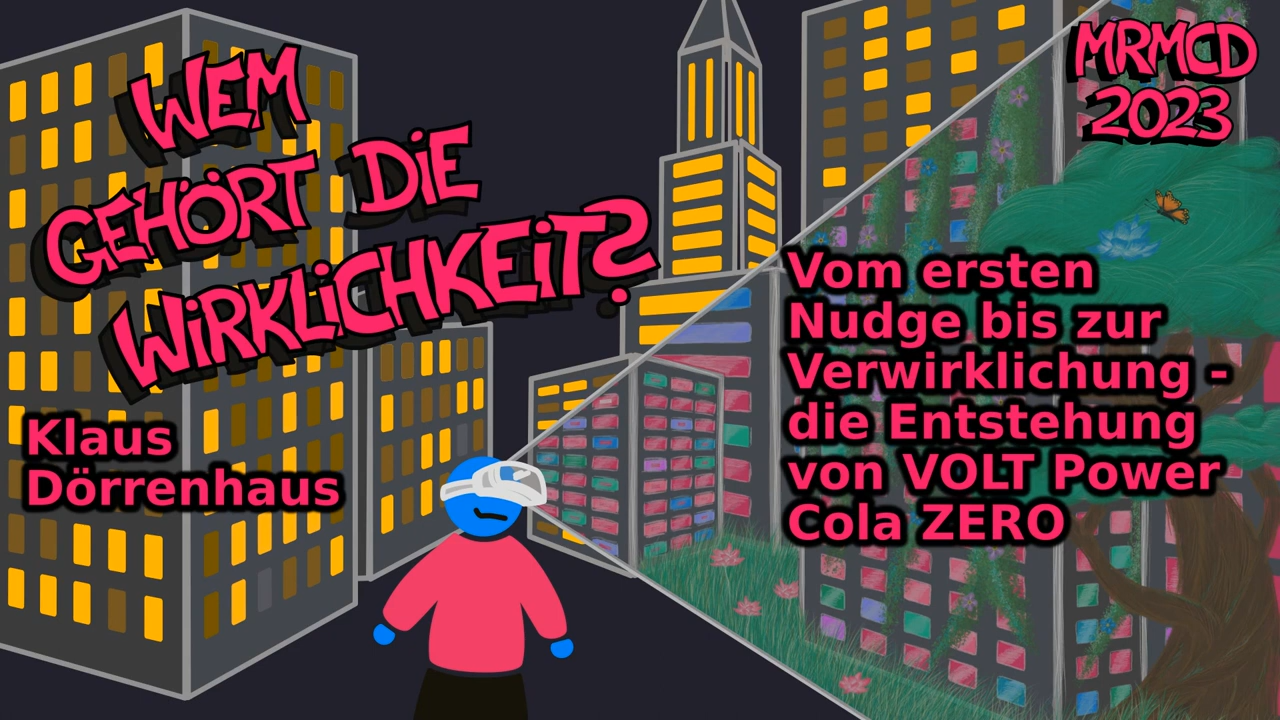 WEM
GEHÖRT DIE
WIRKLICHKEIT?
MRMCD
2023
Klaus
Dörrenhaus
Vom ersten
Nudge bis zur
Verwirklichung -
die Entstehung
von VOLT Power
Cola ZERO